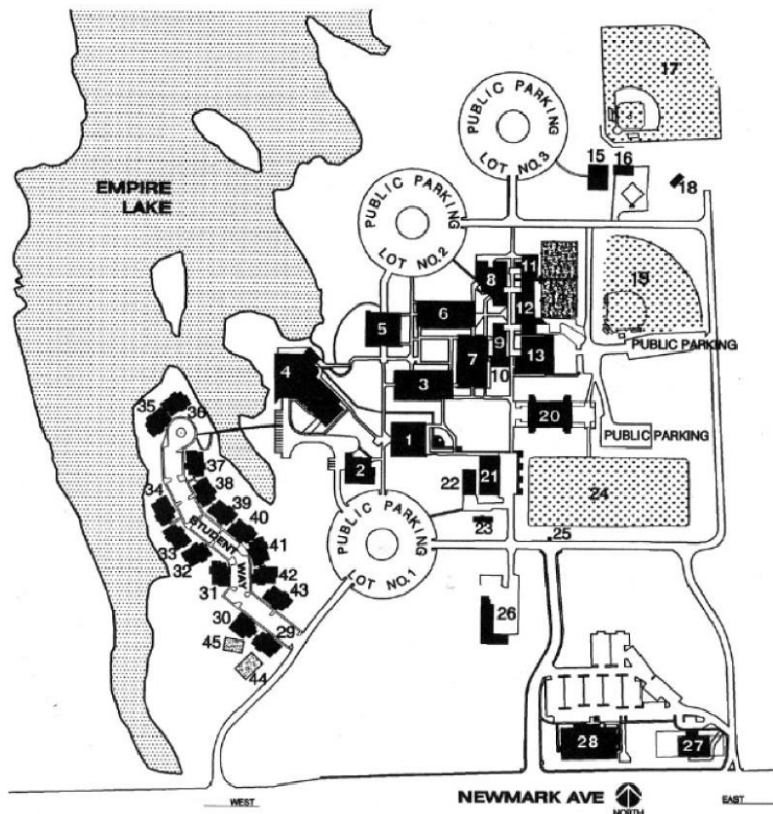 17
PUBLIC PARKING
LOT NO.3
15
16
18
EMPIRE
LAKE
PUBLIC PARKING
LOT NO.2
8
11
19
6
12
5
9
PUBLIC PARKING
4
7
13
10
3
35
36
20
1
PUBLIC PARKING
37
2
22
21
38
24
34
39
23
40
25
33
STUDENT
WAY
41
32
PUBLIC PARKING
LOT NO.1
42
31
43
26
30
29
45
44
28
27
NEWMARK AVE
WEST
EAST
NORTH